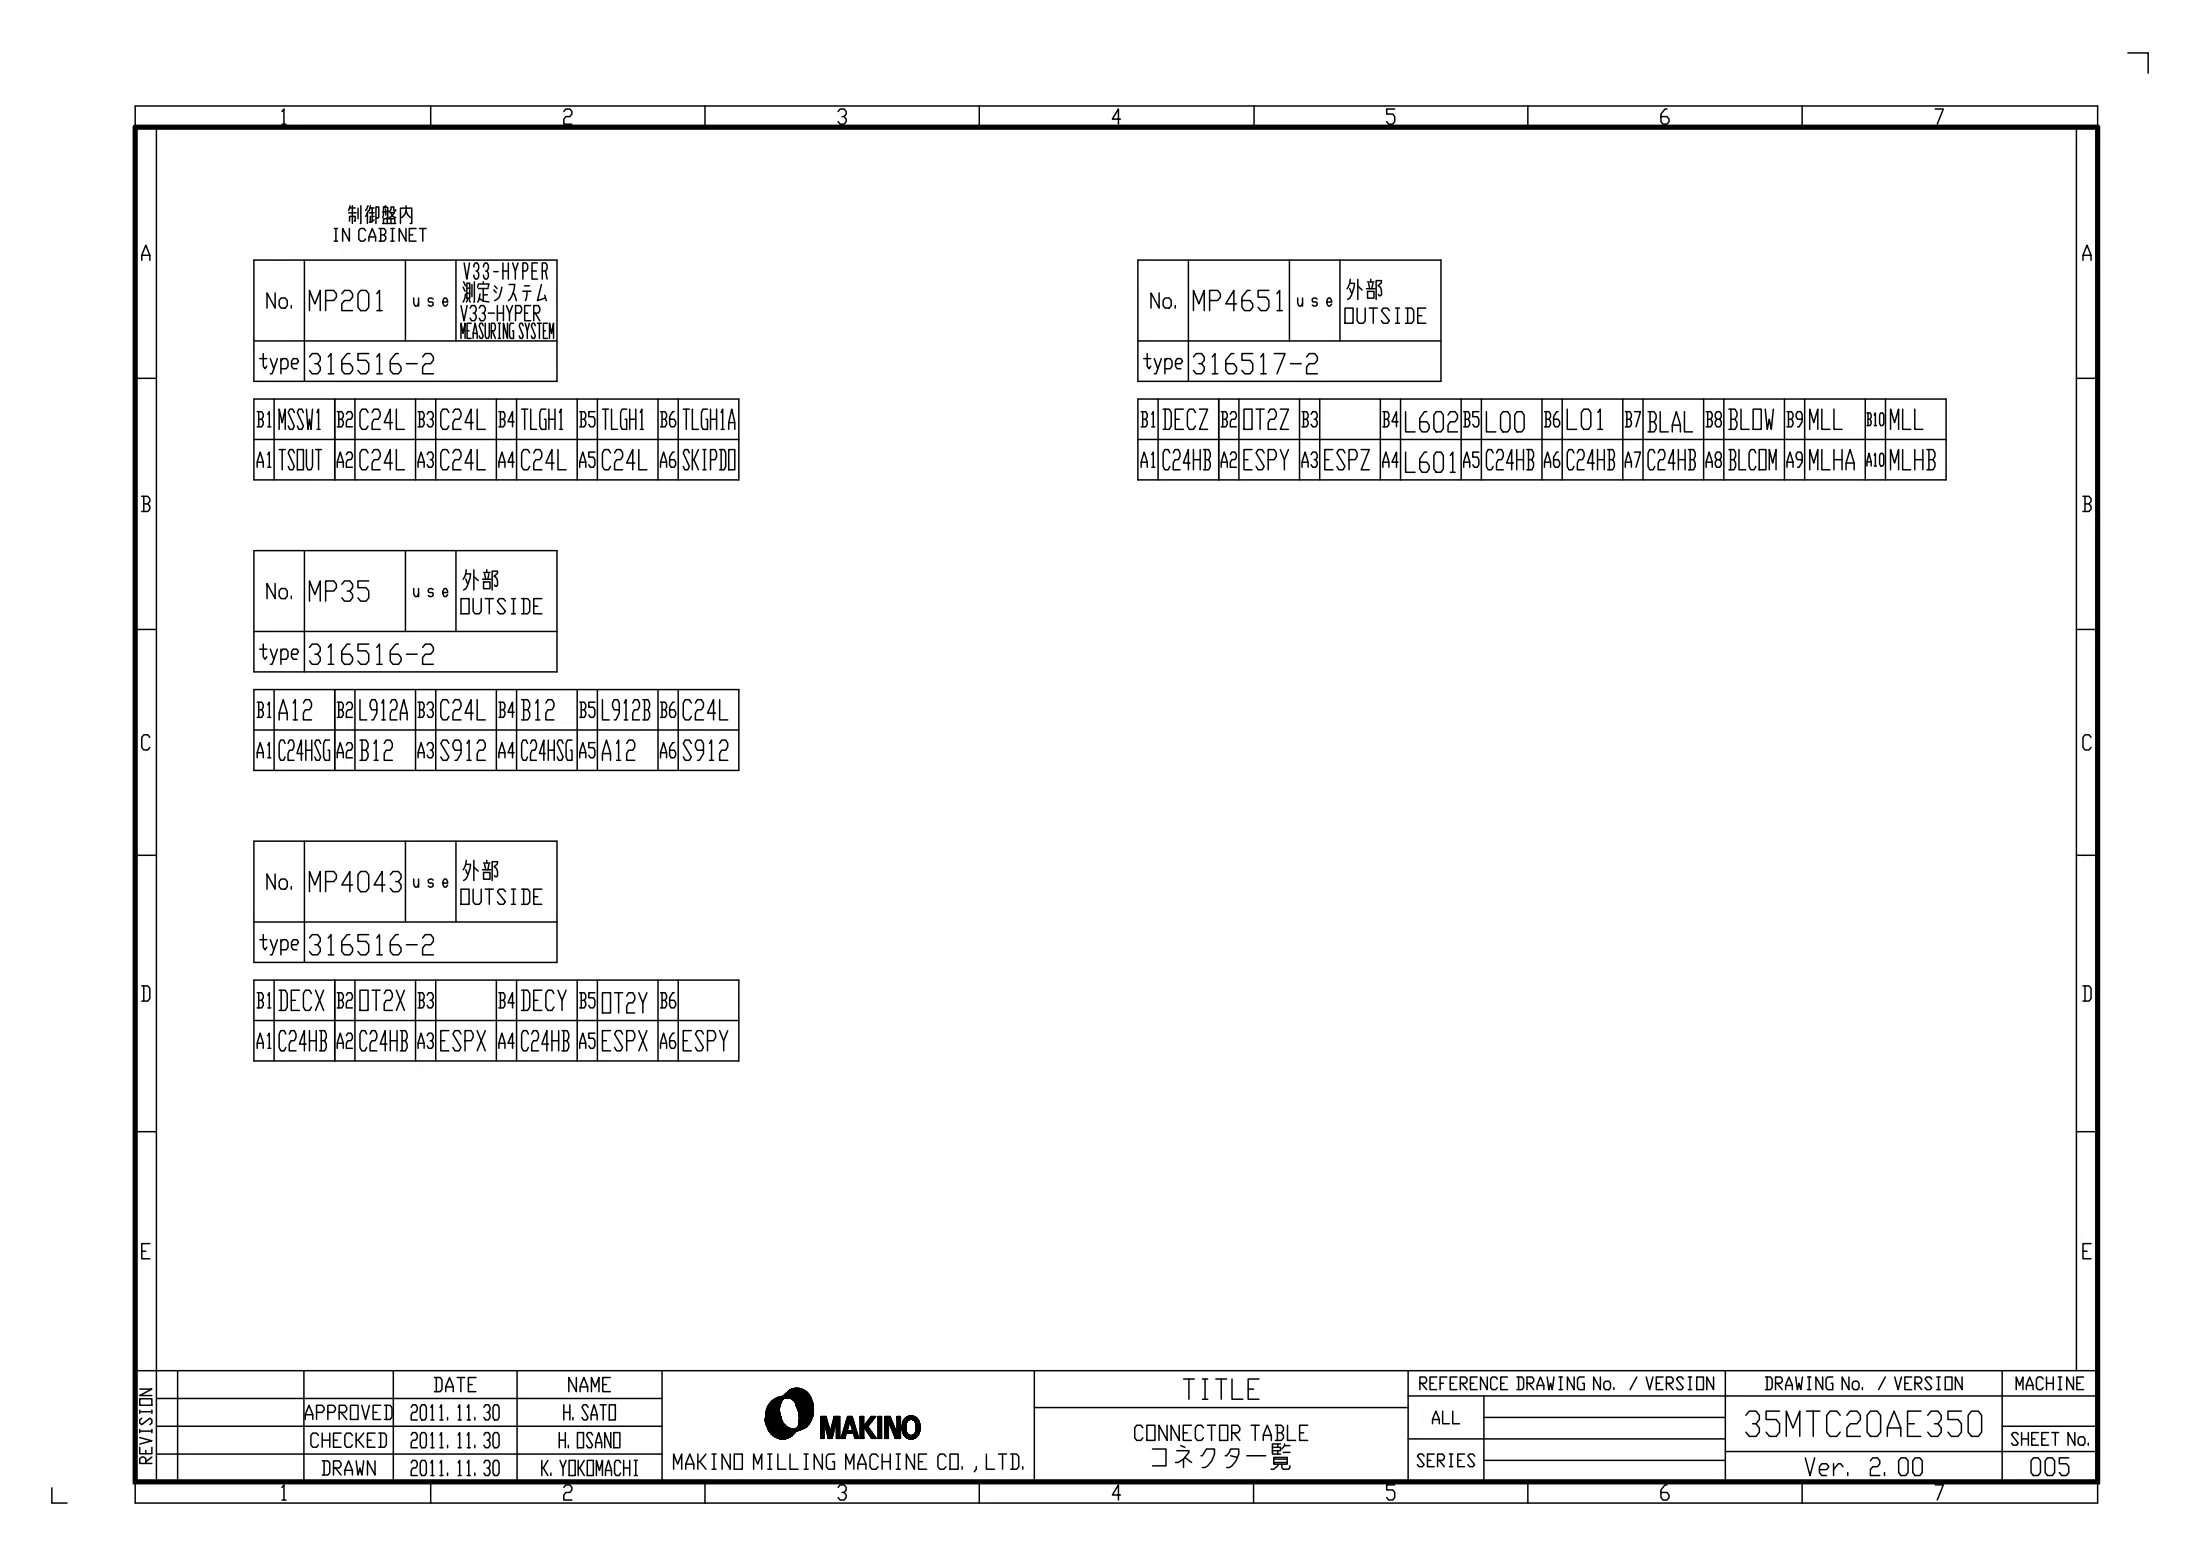 1 2 3 4 5 6 7
制御盤内
IN CABINET
A A
No. MP201 use V33-HYPER
測定システム
V33-HYPER
MEASURING SYSTEM
type 316516-2
B1 MSSW1 B2 C24L B3 C24L B4 TLGH1 B5 TLGH1 B6 TLGH1A
A1 TSOUT A2 C24L A3 C24L A4 C24L A5 C24L A6 SKIPDO
No. MP4651 use 外部
OUTSIDE
type 316517-2
B1 DECZ B2 OT2Z B3 B4 L602 B5 L00 B6 L01 B7 BLAL B8 BLOW B9 MLL B10 MLL
A1 C24HB A2 ESPY A3 ESPZ A4 L601 A5 C24HB A6 C24HB A7 C24HB A8 BLCOM A9 MLHA A10 MLHB
B B
No. MP35 use 外部
OUTSIDE
type 316516-2
B1 A12 B2 L912A B3 C24L B4 B12 B5 L912B B6 C24L
A1 C24HSG A2 B12 A3 S912 A4 C24HSG A5 A12 A6 S912
C C
No. MP4043 use 外部
OUTSIDE
type 316516-2
B1 DECX B2 OT2X B3 B4 DECY B5 OT2Y B6
A1 C24HB A2 C24HB A3 ESPX A4 C24HB A5 ESPX A6 ESPY
D D
E E
REVISION
DATE NAME
APPROVED 2011.11.30 H. SATO
CHECKED 2011.11.30 H. OSANO
DRAWN 2011.11.30 K. YOKOMACHI
MAKINO
MAKINO MILLING MACHINE CO.,LTD.
TITLE
CONNECTOR TABLE
コネクタ一覧
REFERENCE DRAWING No. / VERSION
ALL
SERIES
DRAWING No. / VERSION
35MTC20AE350
Ver. 2.00
MACHINE
SHEET No.
005
1 2 3 4 5 6 7